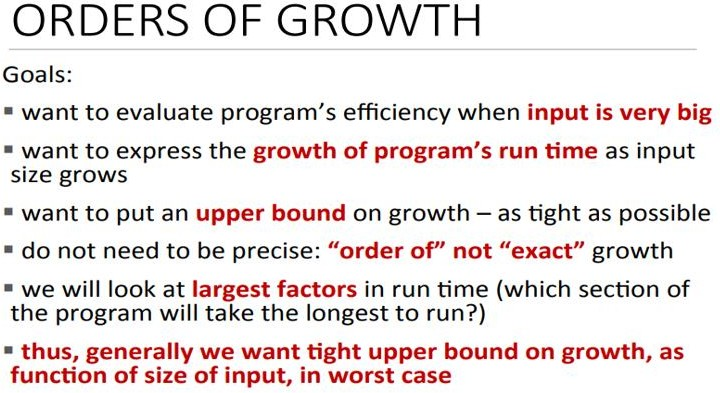 ORDERS OF GROWTH
Goals:
▪ want to evaluate program’s efficiency when input is very big
▪ want to express the growth of program’s run time as input
size grows
▪ want to put an upper bound on growth – as tight as possible
▪ do not need to be precise: “order of” not “exact” growth
▪ we will look at largest factors in run time (which section of
the program will take the longest to run?)
▪ thus, generally we want tight upper bound on growth, as
function of size of input, in worst case